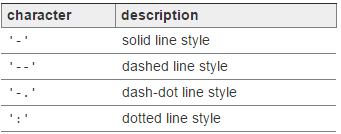 character description
'-' solid line style
'--' dashed line style
'-.' dash-dot line style
':' dotted line style